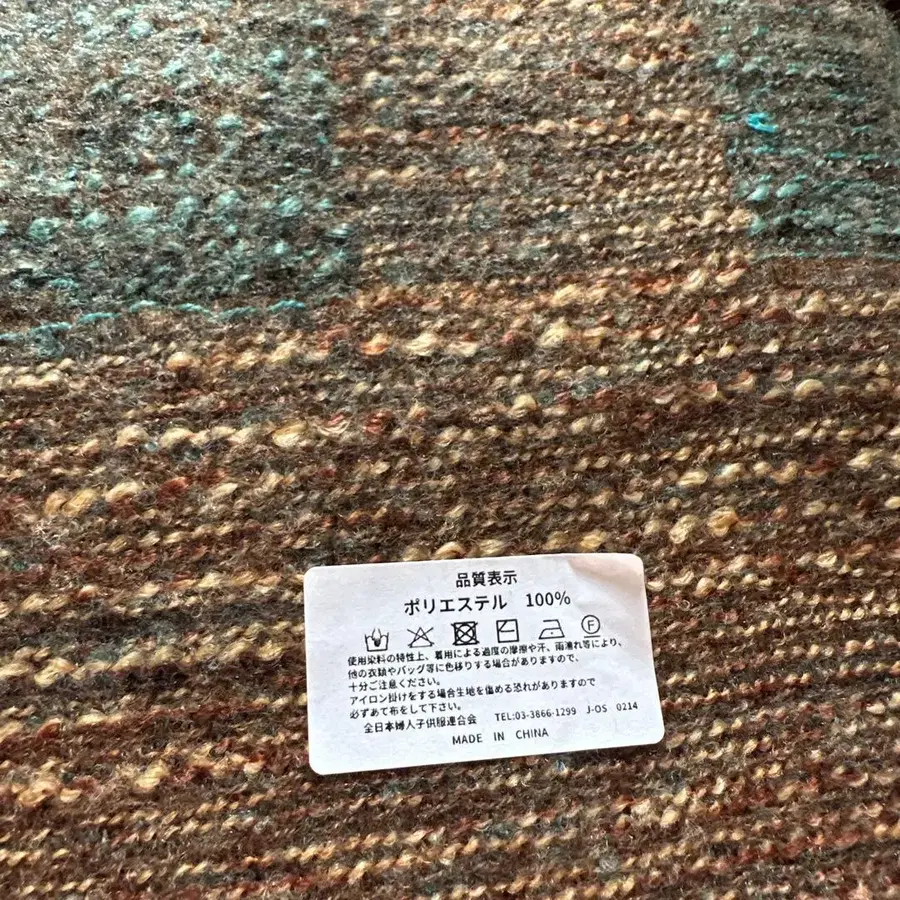 品質表示
ポリエステル 100%
使用染料の特性上、着用による過度の摩擦や汗、雨濡れ等により、
他の衣類やバッグ等に色移りする場合がありますので、
十分ご注意ください。
アイロン掛けをする場合生地を傷める恐れがありますので
必ずあて布をして下さい。
全日本婦人子供服連合会 TEL:03-3866-1299 J-OS 0214
MADE IN CHINA